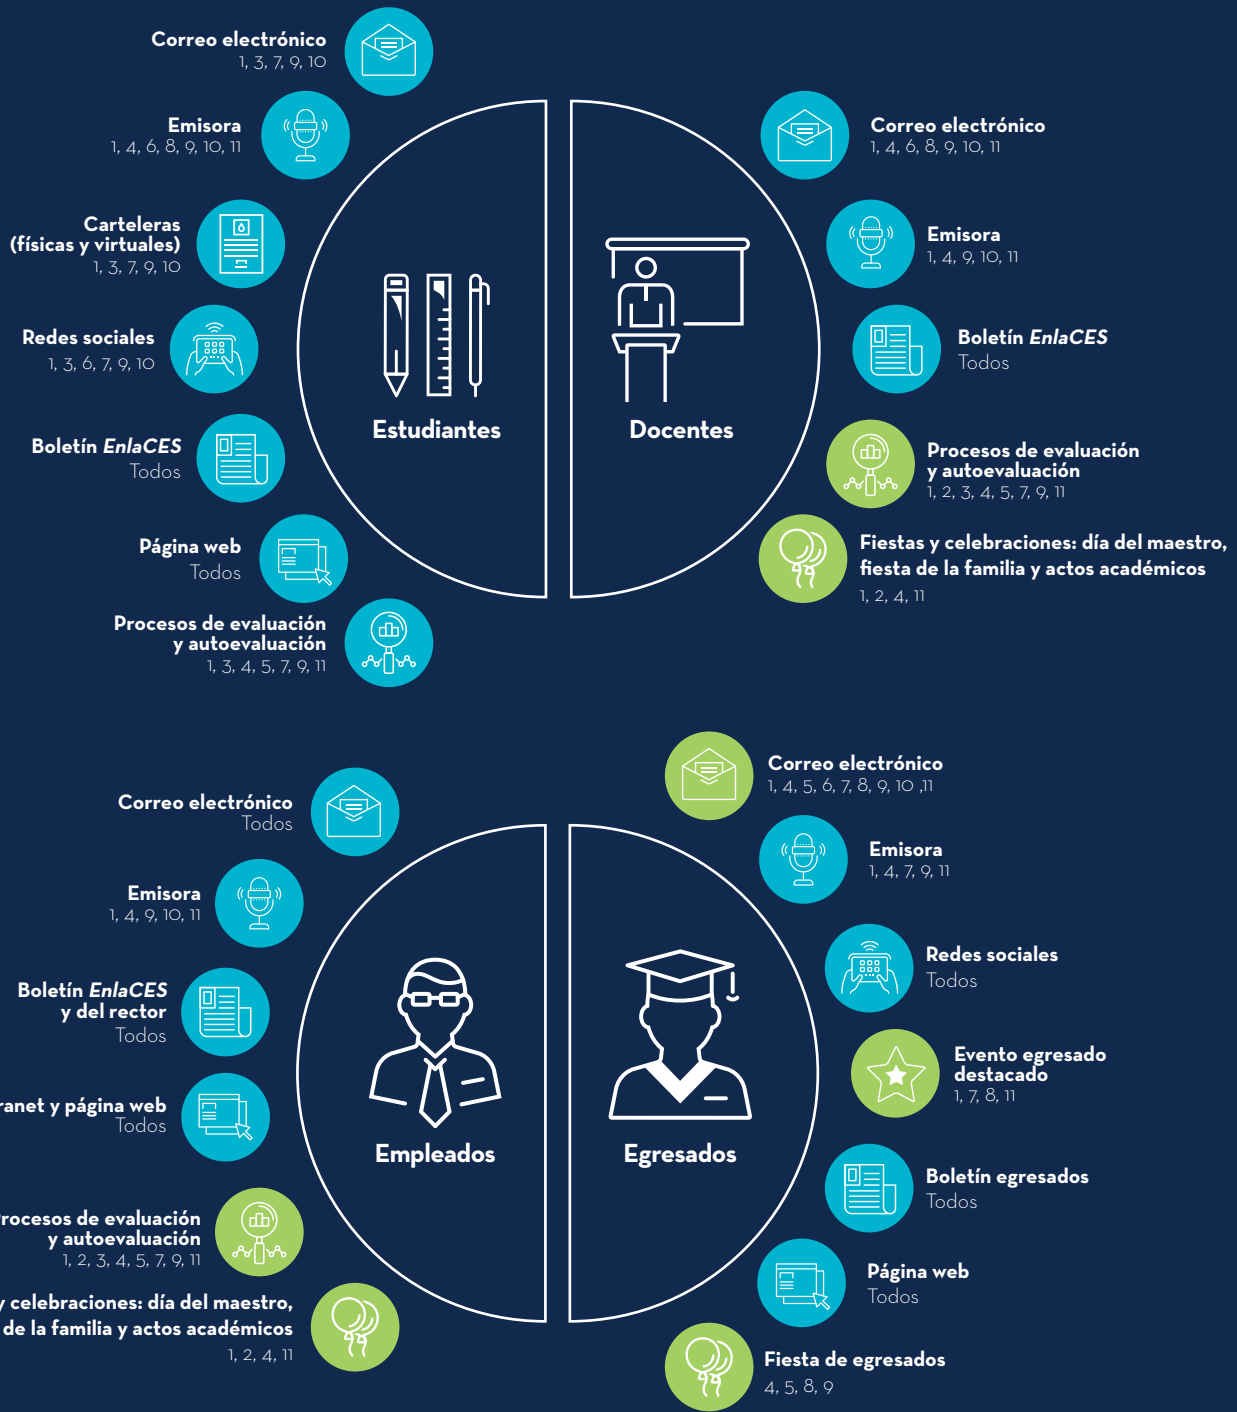 Correo electrónico
1, 3, 7, 9, 10
Emisora
1, 4, 6, 8, 9, 10, 11
Carteleras
(físicas y virtuales)
1, 3, 7, 9, 10
Redes sociales
1, 3, 6, 7, 9, 10
Boletín EnlaCES
Todos
Página web
Todos
Procesos de evaluación
y autoevaluación
1, 3, 4, 5, 7, 9, 11
Estudiantes
Docentes
Correo electrónico
1, 4, 6, 8, 9, 10, 11
Emisora
1, 4, 9, 10, 11
Boletín EnlaCES
Todos
Procesos de evaluación
y autoevaluación
1, 2, 3, 4, 5, 7, 9, 11
Fiestas y celebraciones: día del maestro,
fiesta de la familia y actos académicos
1, 2, 4, 11
Correo electrónico
Todos
Emisora
1, 4, 9, 10, 11
Boletín EnlaCES
y del rector
Todos
ranet y página web
Todos
rocesos de evaluación
y autoevaluación
1, 2, 3, 4, 5, 7, 9, 11
y celebraciones: día del maestro,
de la familia y actos académicos
1, 2, 4, 11
Empleados
Egresados
Correo electrónico
1, 4, 5, 6, 7, 8, 9, 10 ,11
Emisora
1, 4, 7, 9, 11
Redes sociales
Todos
Evento egresado
destacado
1, 7, 8, 11
Boletín egresados
Todos
Página web
Todos
Fiesta de egresados
4, 5, 8, 9